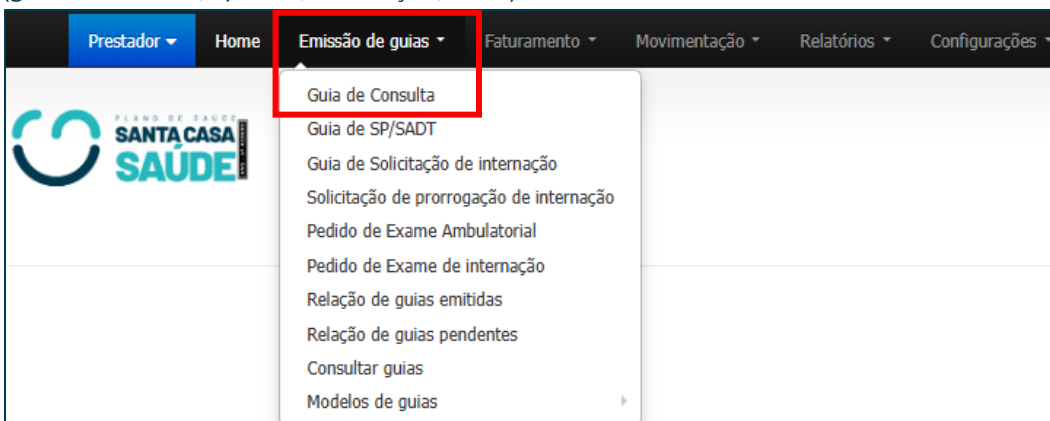 Prestador Home Emissão de guias Faturamento Movimentação Relatórios Configurações
Guia de Consulta
PLANO DE SAÚDE
SANTA CASA
SAÚDE
Guia de SP/SADT
Guia de Solicitação de internação
Solicitação de prorrogação de internação
Pedido de Exame Ambulatorial
Pedido de Exame de internação
Relação de guias emitidas
Relação de guias pendentes
Consultar guias
Modelos de guias